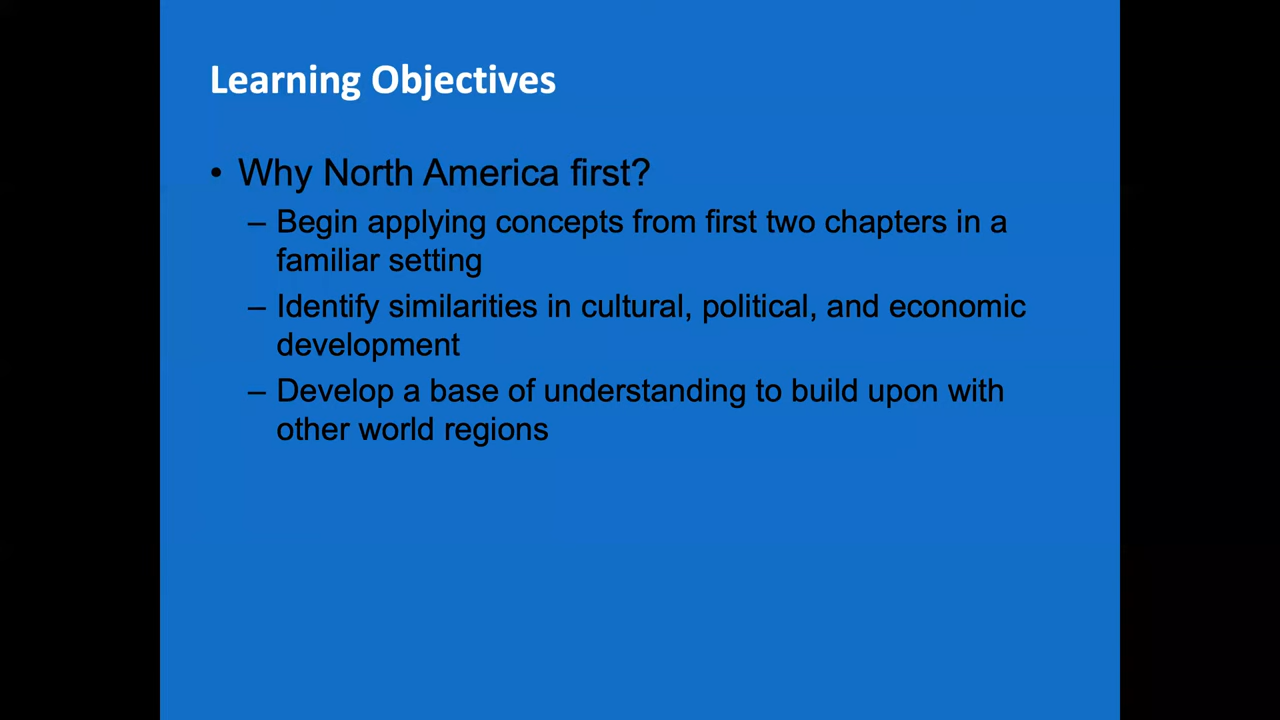 Learning Objectives
• Why North America first?
– Begin applying concepts from first two chapters in a
familiar setting
– Identify similarities in cultural, political, and economic
development
– Develop a base of understanding to build upon with
other world regions